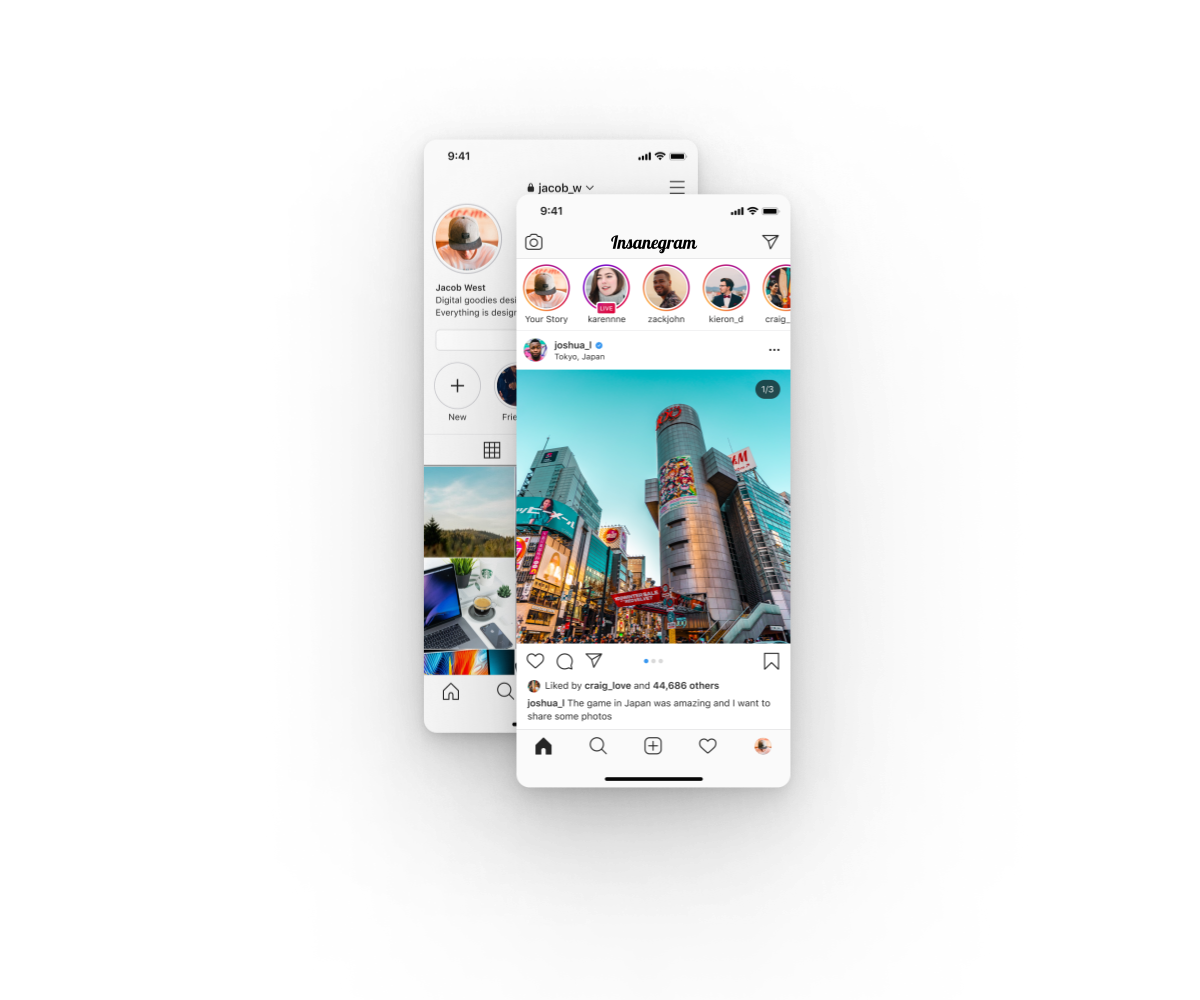 9:41
jacob_w
Jacob West
Digital goodies desi
Everything is design
New
Frie
9:41
Insanegram
LIVE
Your Story
karennne
zackjohn
kieron_d
craig_
joshua_l
Tokyo, Japan
1/3
Liked by craig_love and 44,686 others
joshua_l The game in Japan was amazing and I want to
share some photos